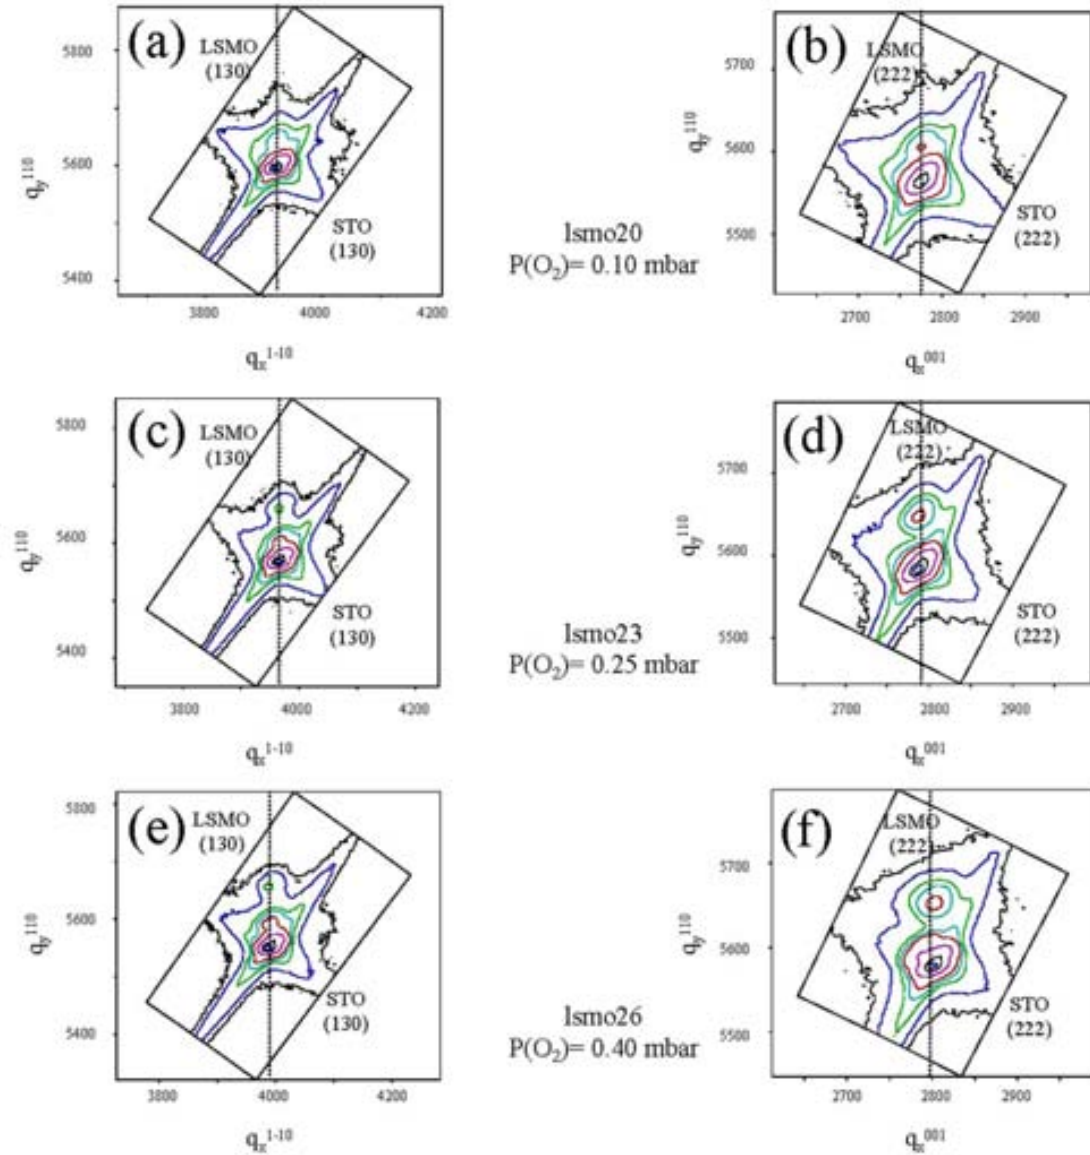 (a)
LSMO
(130)
5800
5600
5400
q_y^110
STO
(130)
3800
4000
4200
q_x^1-10
lsmo20
P(O₂)= 0.10 mbar
(b)
LSMO
(222)
5700
5600
5500
q_y^110
STO
(222)
2700
2800
2900
q_x^001
(c)
LSMO
(130)
5800
5600
5400
q_y^110
STO
(130)
3800
4000
4200
q_x^1-10
lsmo23
P(O₂)= 0.25 mbar
(d)
LSMO
(222)
5700
5600
5500
q_y^110
STO
(222)
2700
2800
2900
q_x^001
(e)
LSMO
(130)
5800
5600
5400
q_y^110
STO
(130)
3800
4000
4200
q_x^1-10
lsmo26
P(O₂)= 0.40 mbar
(f)
LSMO
(222)
5700
5600
5500
q_y^110
STO
(222)
2700
2800
2900
q_x^001